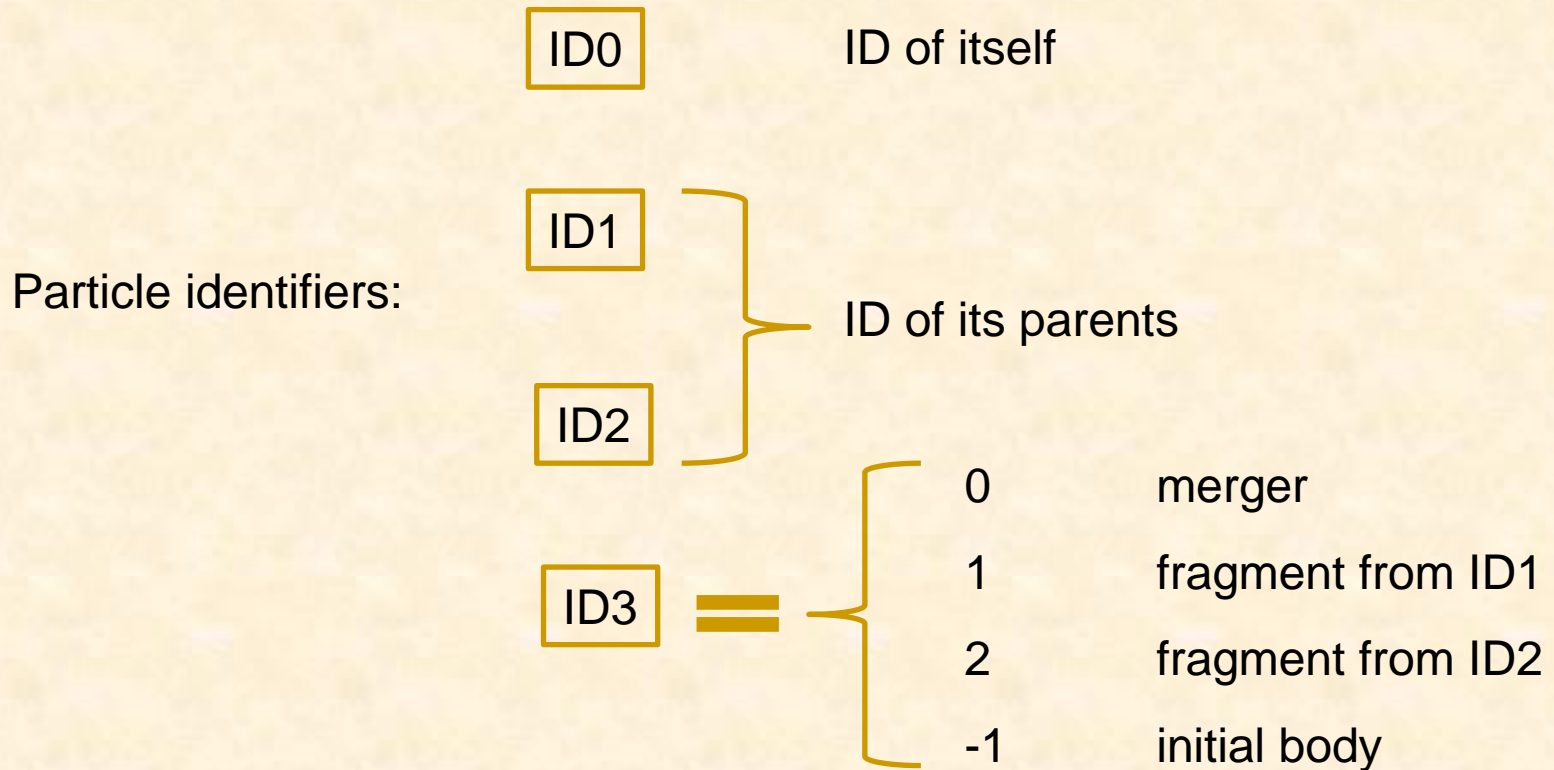 ID0 ID of itself
ID1
Particle identifiers:
ID of its parents
ID2
0 merger
1 fragment from ID1
ID3
2 fragment from ID2
-1 initial body